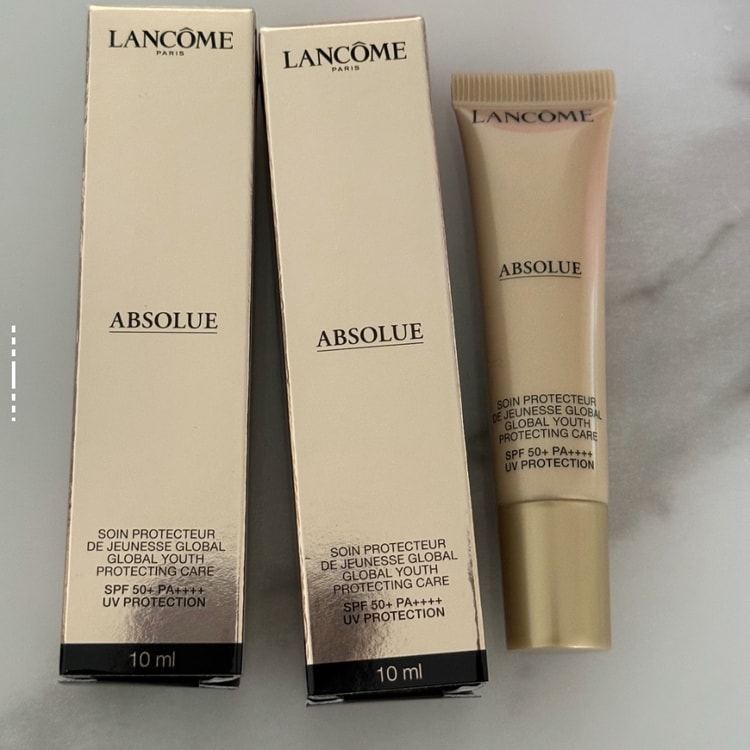 LANCÔME
PARIS
ABSOLUE
SOIN PROTECTEUR
DE JEUNESSE GLOBAL
GLOBAL YOUTH
PROTECTING CARE
SPF 50+ PA++++
UV PROTECTION
10 ml
LANCÔME
PARIS
ABSOLUE
SOIN PROTECTEUR
DE JEUNESSE GLOBAL
GLOBAL YOUTH
PROTECTING CARE
SPF 50+ PA++++
UV PROTECTION
10 ml
LANCÔME
ABSOLUE
SOIN PROTECTEUR
DE JEUNESSE GLOBAL
GLOBAL YOUTH
PROTECTING CARE
SPF 50+ PA++++
UV PROTECTION